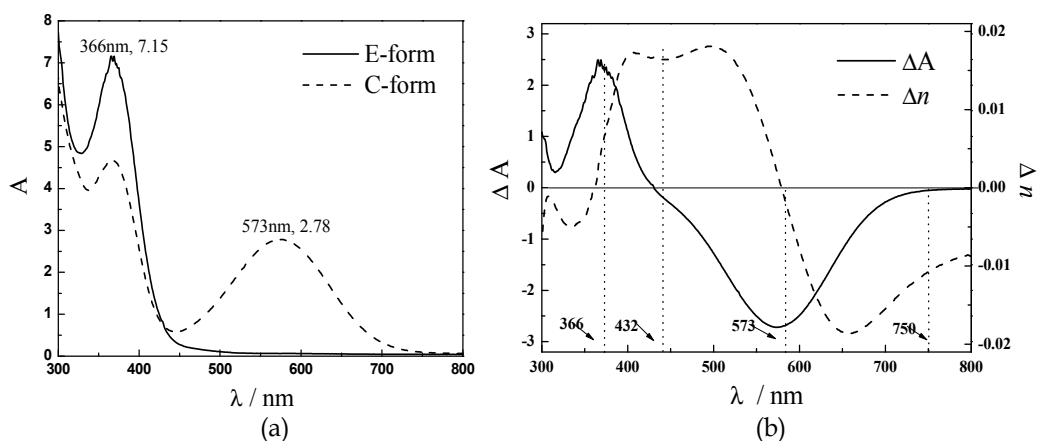 8
7
6
5
4
3
2
1
0
A
366nm, 7.15
573nm, 2.78
E-form
C-form
300 400 500 600 700 800
λ / nm
(a)
3
2
1
0
-1
-2
-3
Δ A
ΔA
Δn
366
432
573
750
0.02
0.01
0.00
-0.01
-0.02
Δ n
300 400 500 600 700 800
λ / nm
(b)